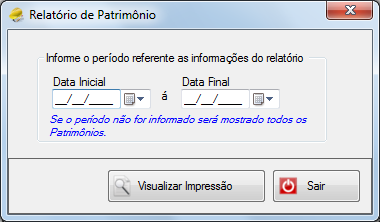 Relatório de Patrimônio
Informe o período referente as informações do relatório
Data Inicial Data Final
__/__/____ á __/__/____
Se o período não for informado será mostrado todos os
Patrimônios.
Visualizar Impressão Sair